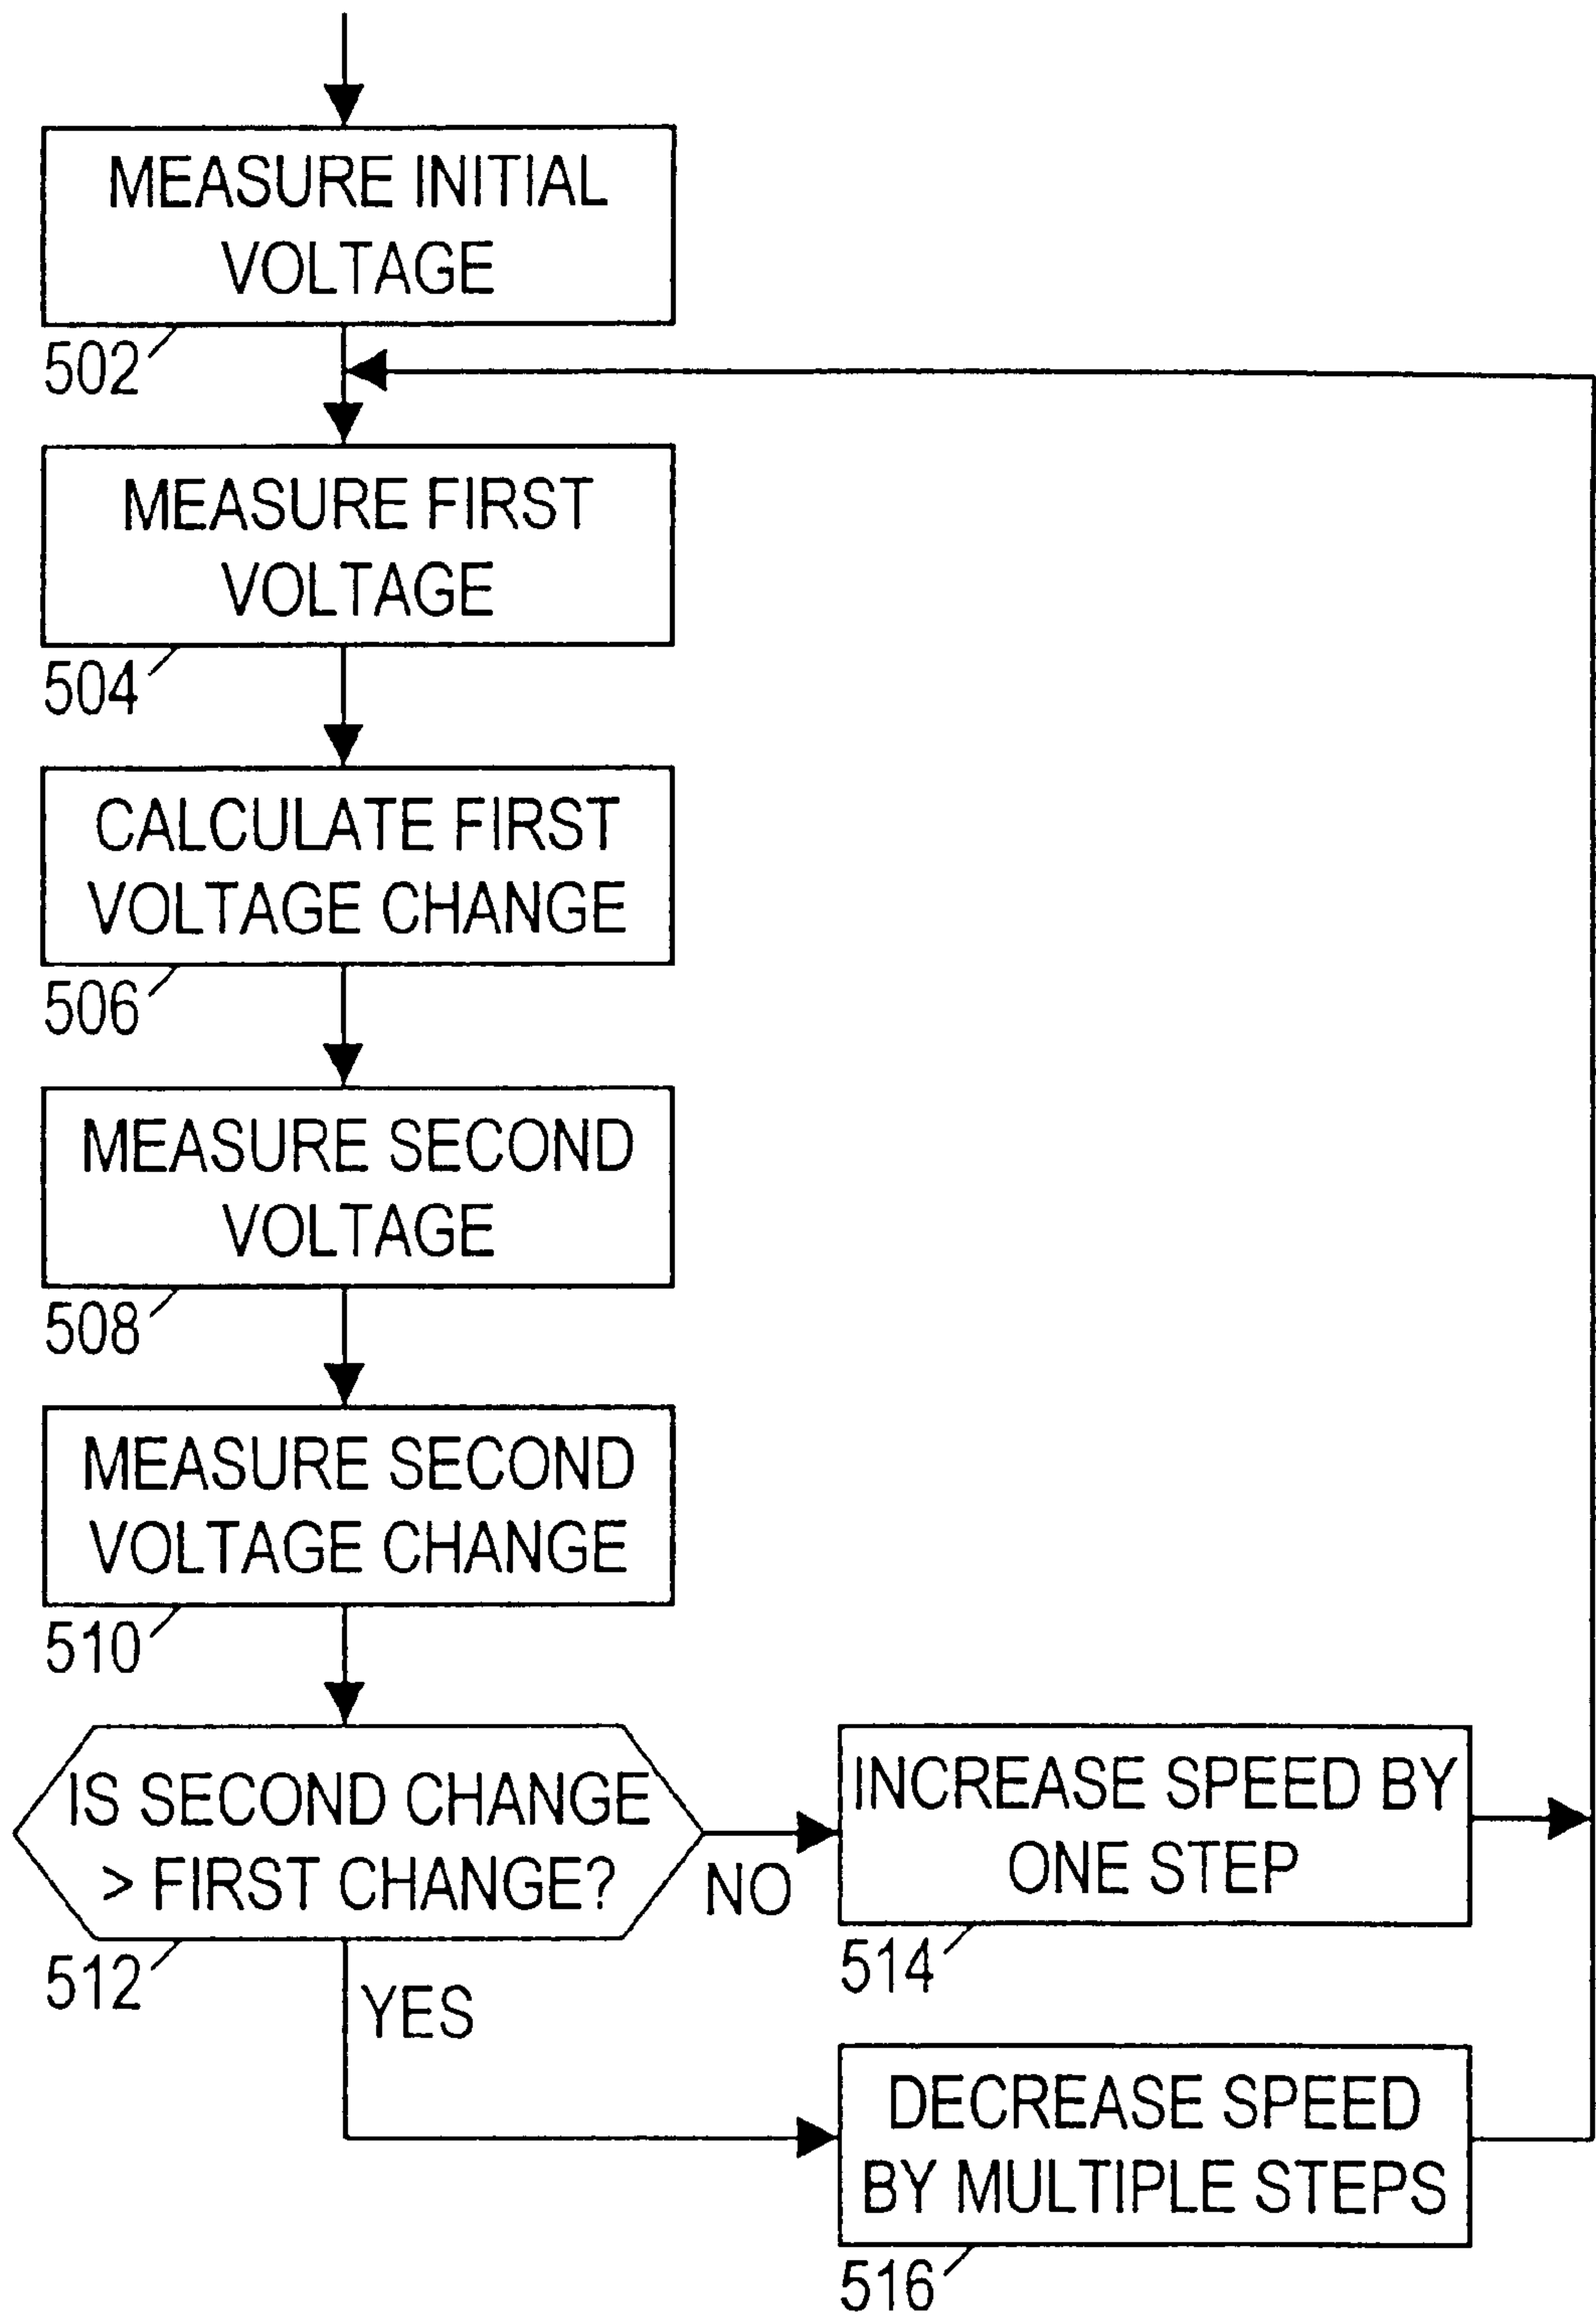 MEASURE INITIAL
VOLTAGE
502
MEASURE FIRST
VOLTAGE
504
CALCULATE FIRST
VOLTAGE CHANGE
506
MEASURE SECOND
VOLTAGE
508
MEASURE SECOND
VOLTAGE CHANGE
510
IS SECOND CHANGE
> FIRST CHANGE?
512
NO
YES
INCREASE SPEED BY
ONE STEP
514
DECREASE SPEED
BY MULTIPLE STEPS
516